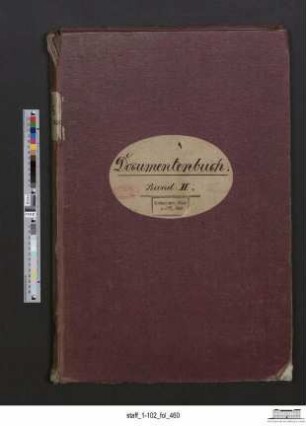 Documentenbuch.
Band II.
staff_1-102_fol_460